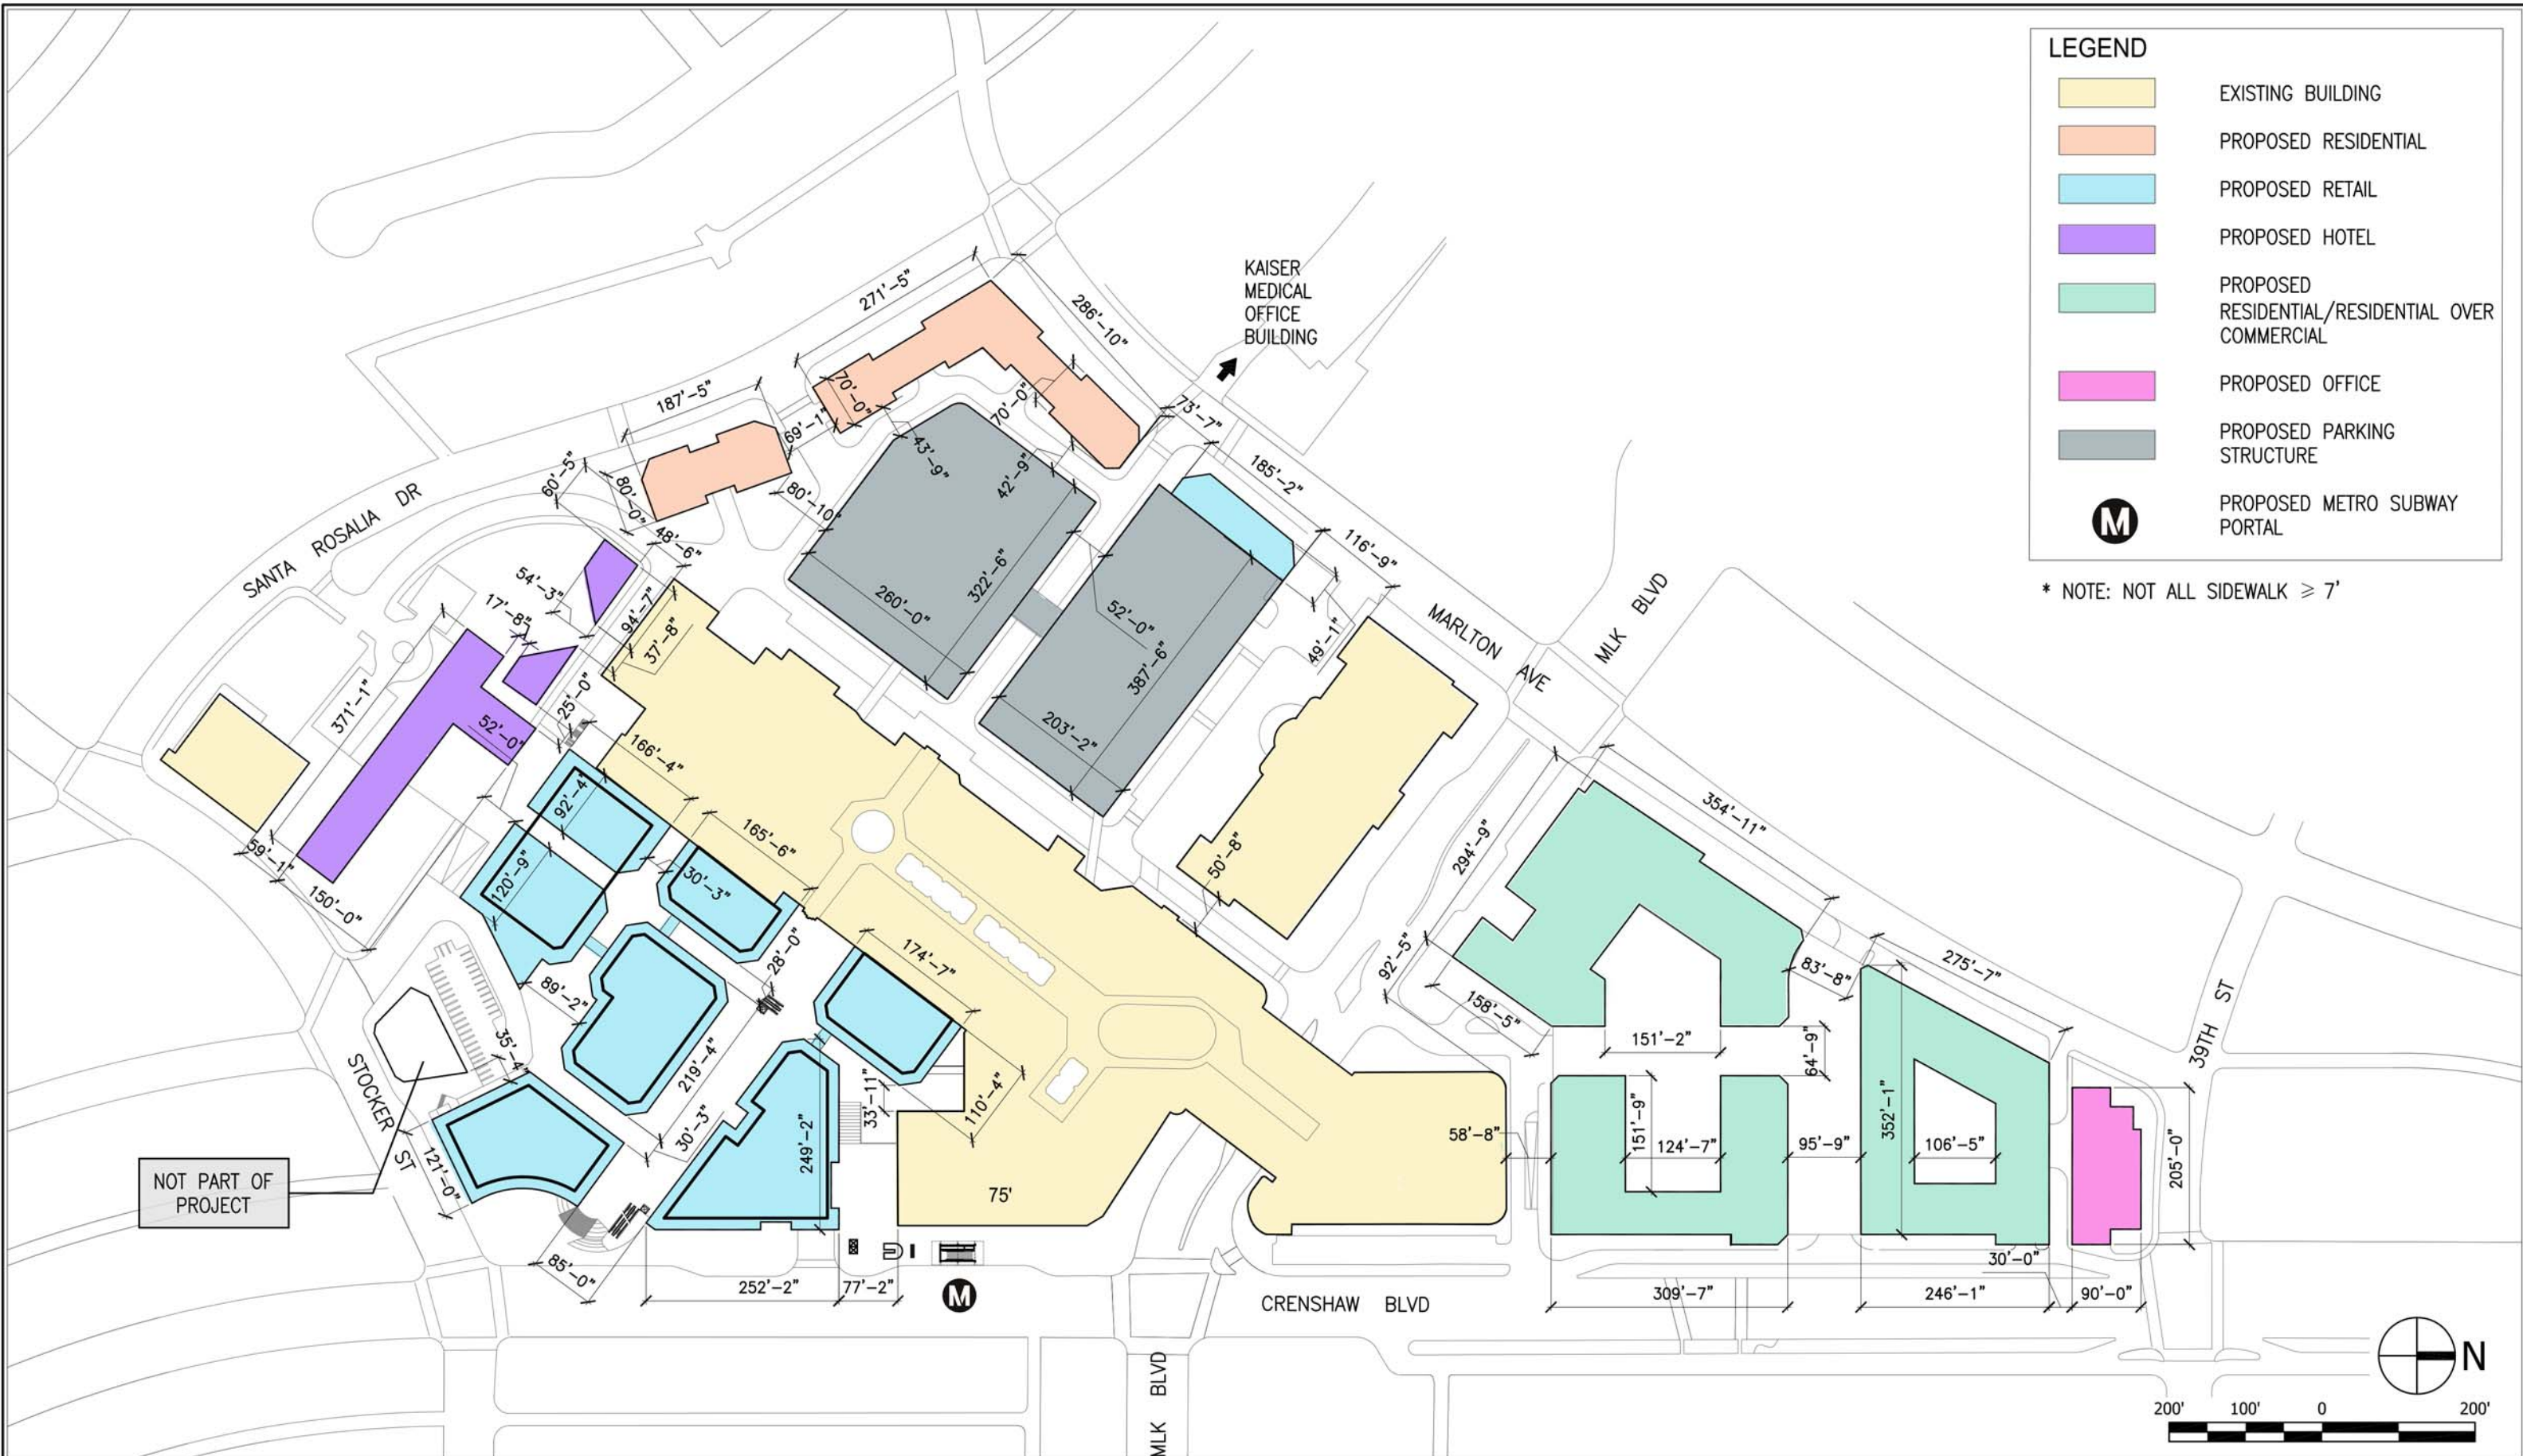 LEGEND
EXISTING BUILDING
PROPOSED RESIDENTIAL
PROPOSED RETAIL
PROPOSED HOTEL
PROPOSED
RESIDENTIAL/RESIDENTIAL OVER
COMMERCIAL
PROPOSED OFFICE
PROPOSED PARKING
STRUCTURE
M
PROPOSED METRO SUBWAY
PORTAL
* NOTE: NOT ALL SIDEWALK ≥ 7'
KAISER
MEDICAL
OFFICE
BUILDING
271'-5"
286'-10"
187'-5"
70'-0"
70'-0"
69'-1"
73'-7"
43'-9"
42'-9"
185'-2"
60'-5"
80'-0"
80'-10"
48'-6"
116'-9"
SANTA ROSALIA DR
54'-3"
17'-8"
94'-7"
37'-8"
260'-0"
322'-6"
52'-0"
387'-6"
49'-1"
203'-2"
MARLTON AVE
MLK BLVD
371'-1"
52'-0"
25'-0"
166'-4"
92'-4"
165'-6"
120'-9"
30'-3"
59'-1"
150'-0"
50'-8"
294'-9"
354'-11"
174'-7"
28'-0"
89'-2"
92'-5"
158'-5"
83'-8"
275'-7"
39TH ST
151'-2"
64'-9"
35'-4"
219'-4"
STOCKER ST
30'-3"
249'-2"
33'-11"
110'-4"
58'-8"
151'-9"
124'-7"
95'-9"
352'-1"
106'-5"
205'-0"
NOT PART OF
PROJECT
121'-0"
75'
85'-0"
252'-2"
77'-2"
M
CRENSHAW BLVD
309'-7"
30'-0"
246'-1"
90'-0"
MLK BLVD
N
200' 100' 0 200'